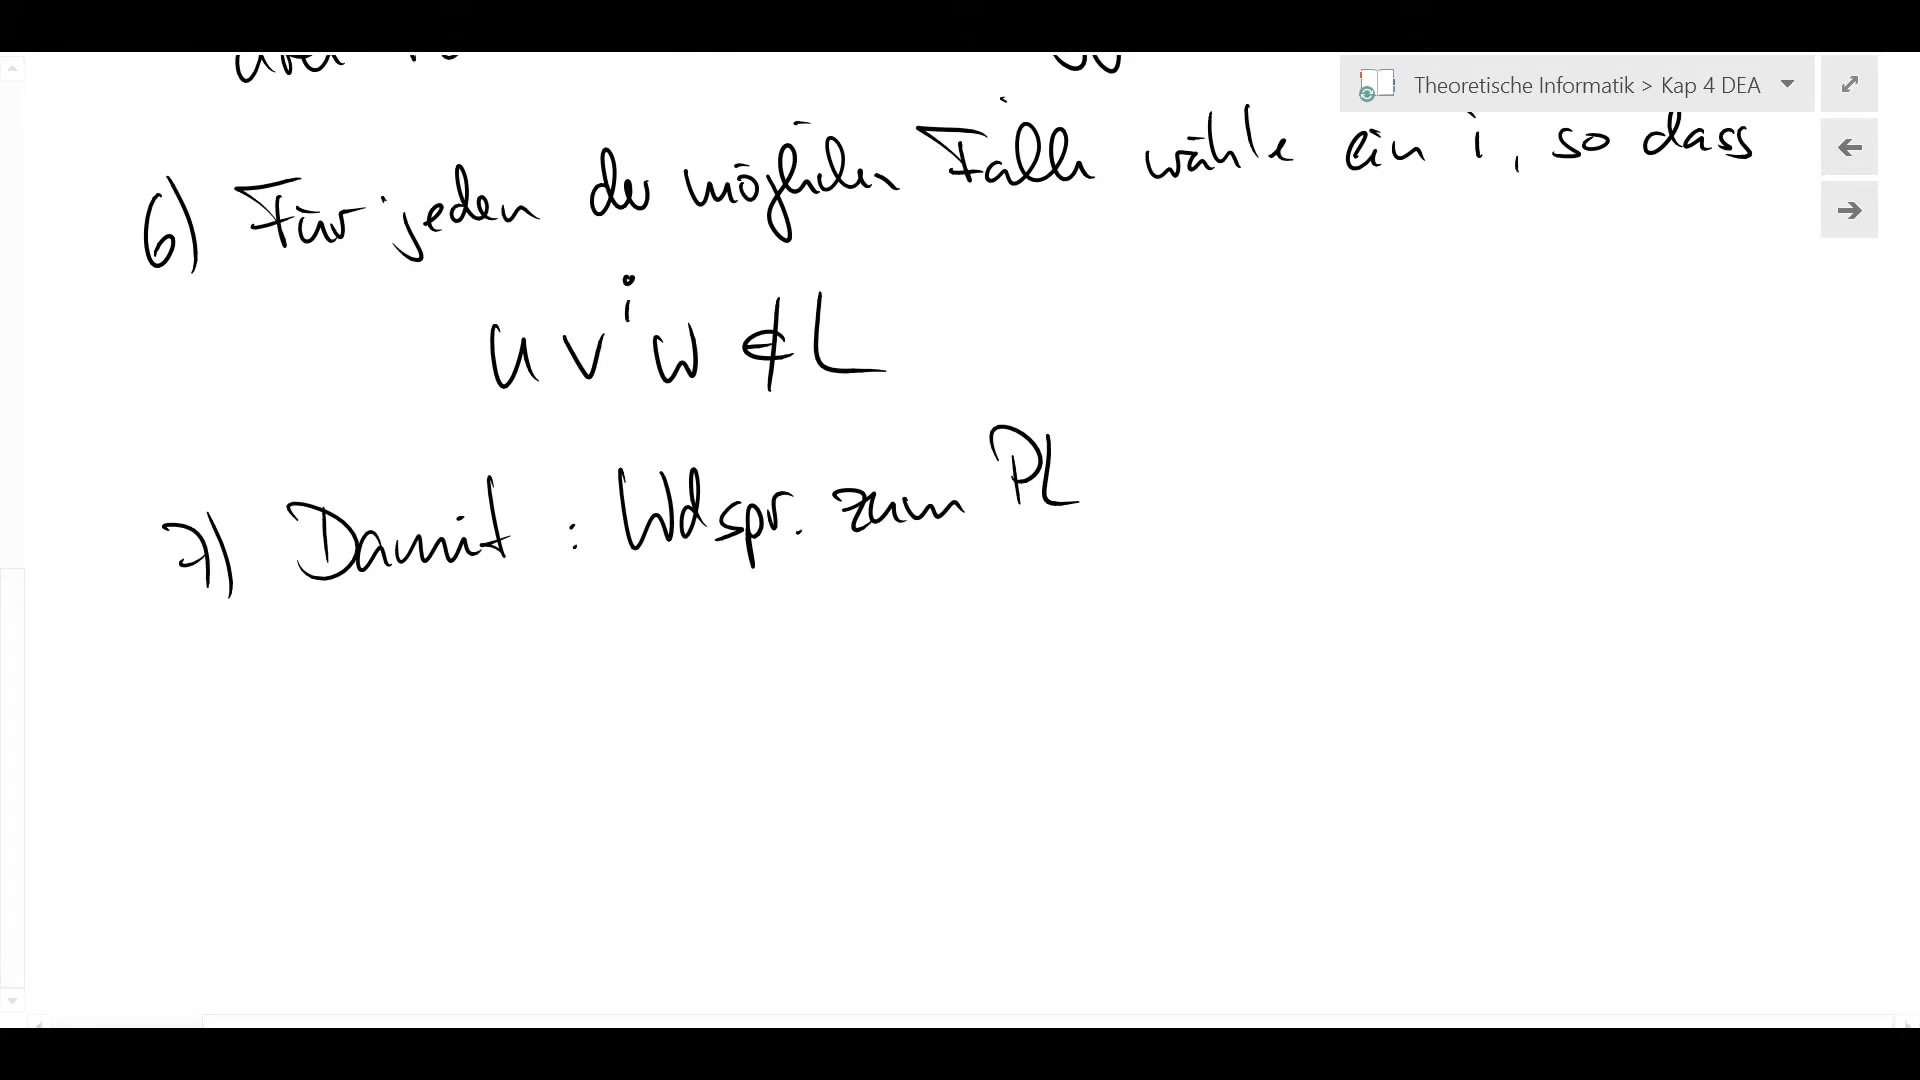 Theoretische Informatik > Kap 4 DEA
6) Für jeden der möglichen Fälle wähle ein i, so dass
u vⁱ w ∉ L
7) Damit : Wdspr. zum PL